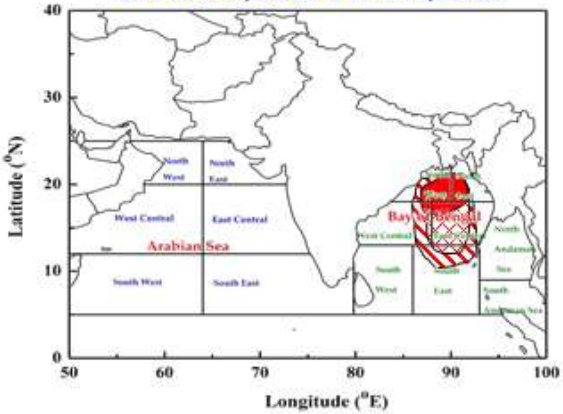 40
30
20
10
0
50
60
70
80
90
100
Latitude (°N)
Longitude (°E)
North
West
North
East
West Central
East Central
Arabian Sea
South West
South East
Bay of Bengal
West Central
South
West
South
East
North
Andaman
Sea
South
Andaman Sea